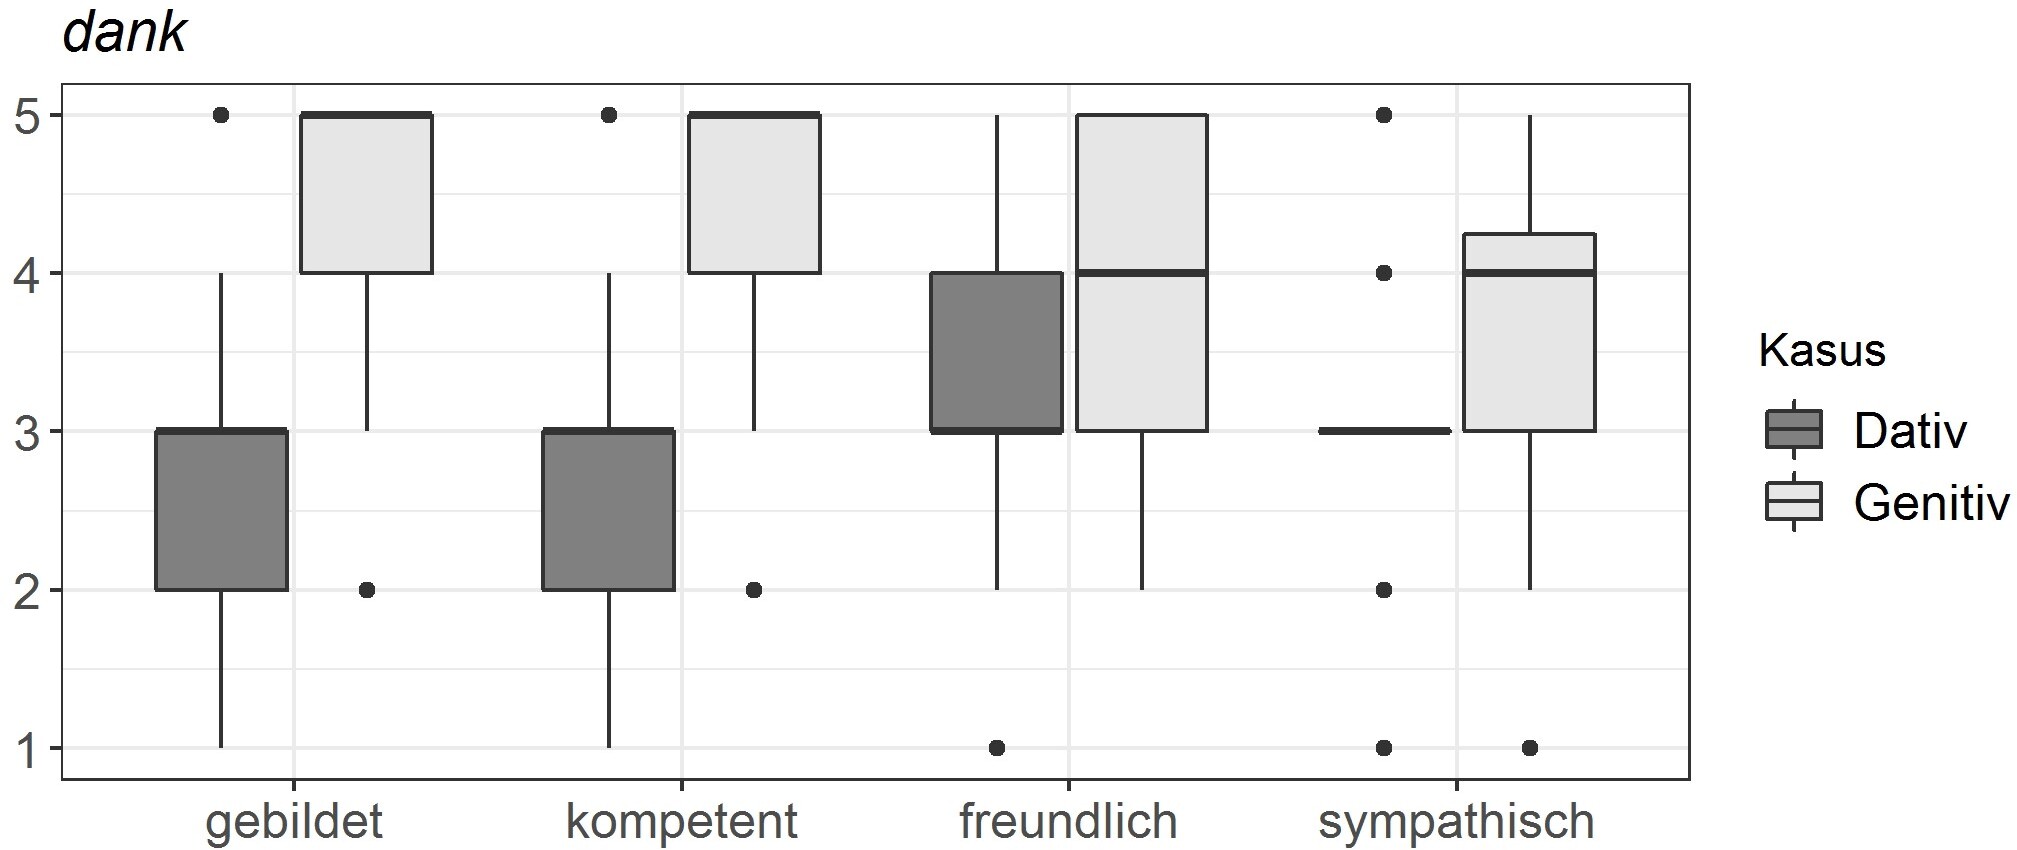 dank
5
4
3
2
1
gebildet kompetent freundlich sympathisch
Kasus
Dativ
Genitiv